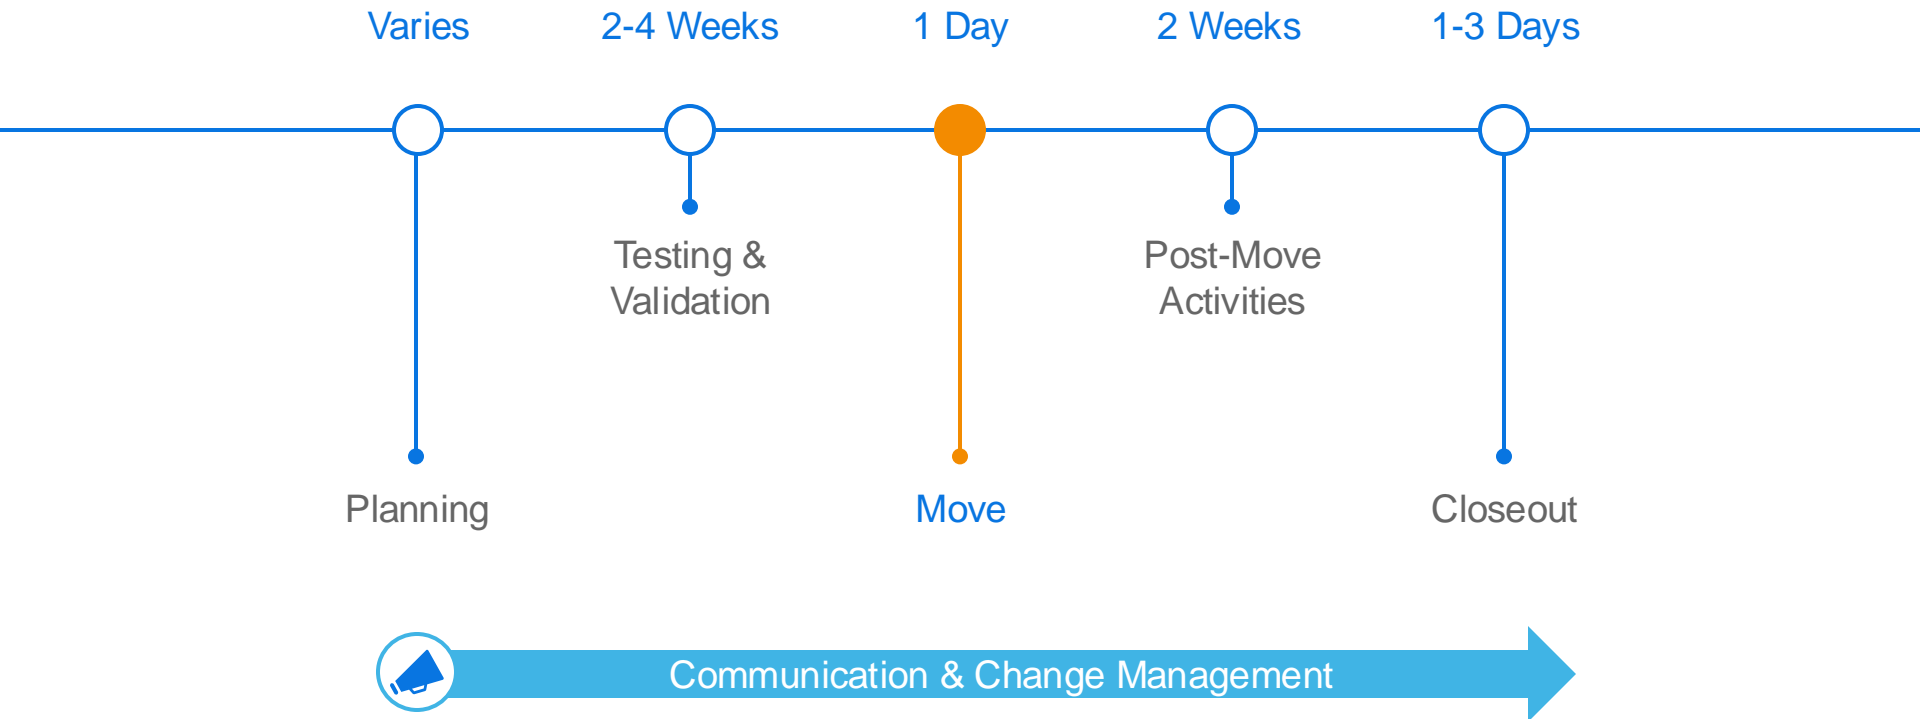 Varies
2-4 Weeks
1 Day
2 Weeks
1-3 Days
Testing &
Validation
Post-Move
Activities
Planning
Move
Closeout
Communication & Change Management